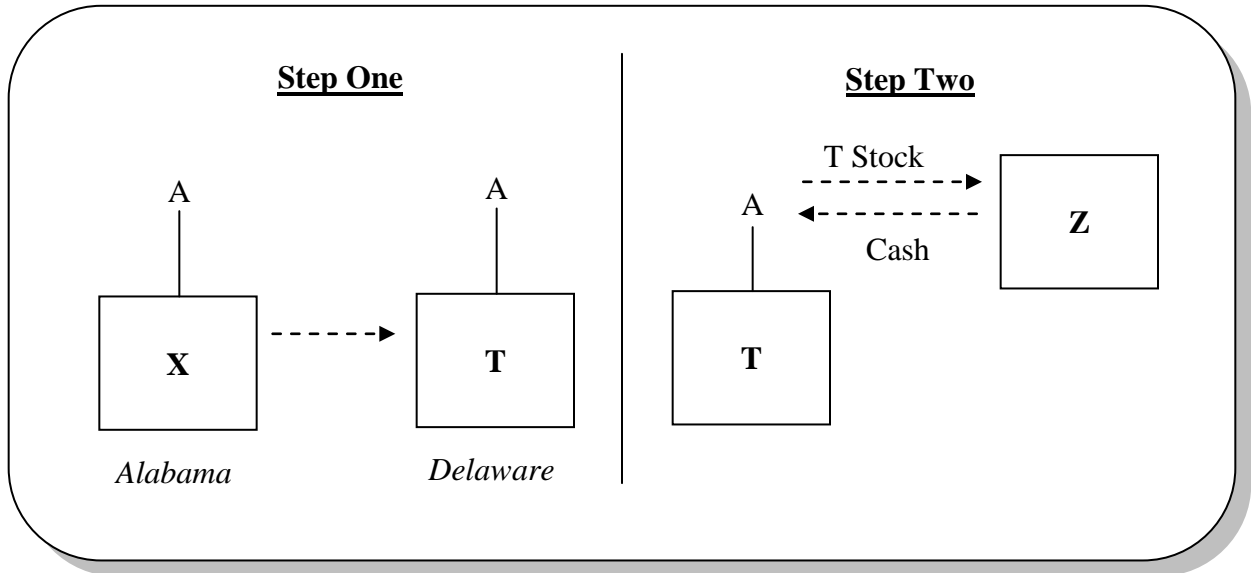 Step One
A
A
X
T
Alabama
Delaware
Step Two
T Stock
A
Cash
Z
T